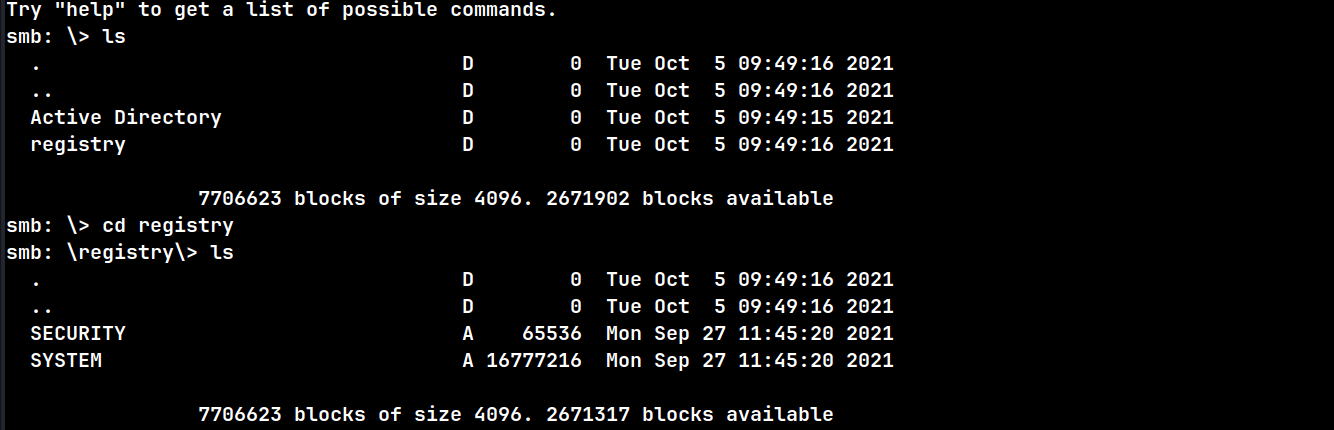 Try "help" to get a list of possible commands.
smb: \> ls
  .                                   D        0  Tue Oct  5 09:49:16 2021
  ..                                  D        0  Tue Oct  5 09:49:16 2021
  Active Directory                    D        0  Tue Oct  5 09:49:15 2021
  registry                            D        0  Tue Oct  5 09:49:16 2021
                7706623 blocks of size 4096. 2671902 blocks available
smb: \> cd registry
smb: \registry\> ls
  .                                   D        0  Tue Oct  5 09:49:16 2021
  ..                                  D        0  Tue Oct  5 09:49:16 2021
  SECURITY                            A    65536  Mon Sep 27 11:45:20 2021
  SYSTEM                              A 16777216  Mon Sep 27 11:45:20 2021
                7706623 blocks of size 4096. 2671317 blocks available